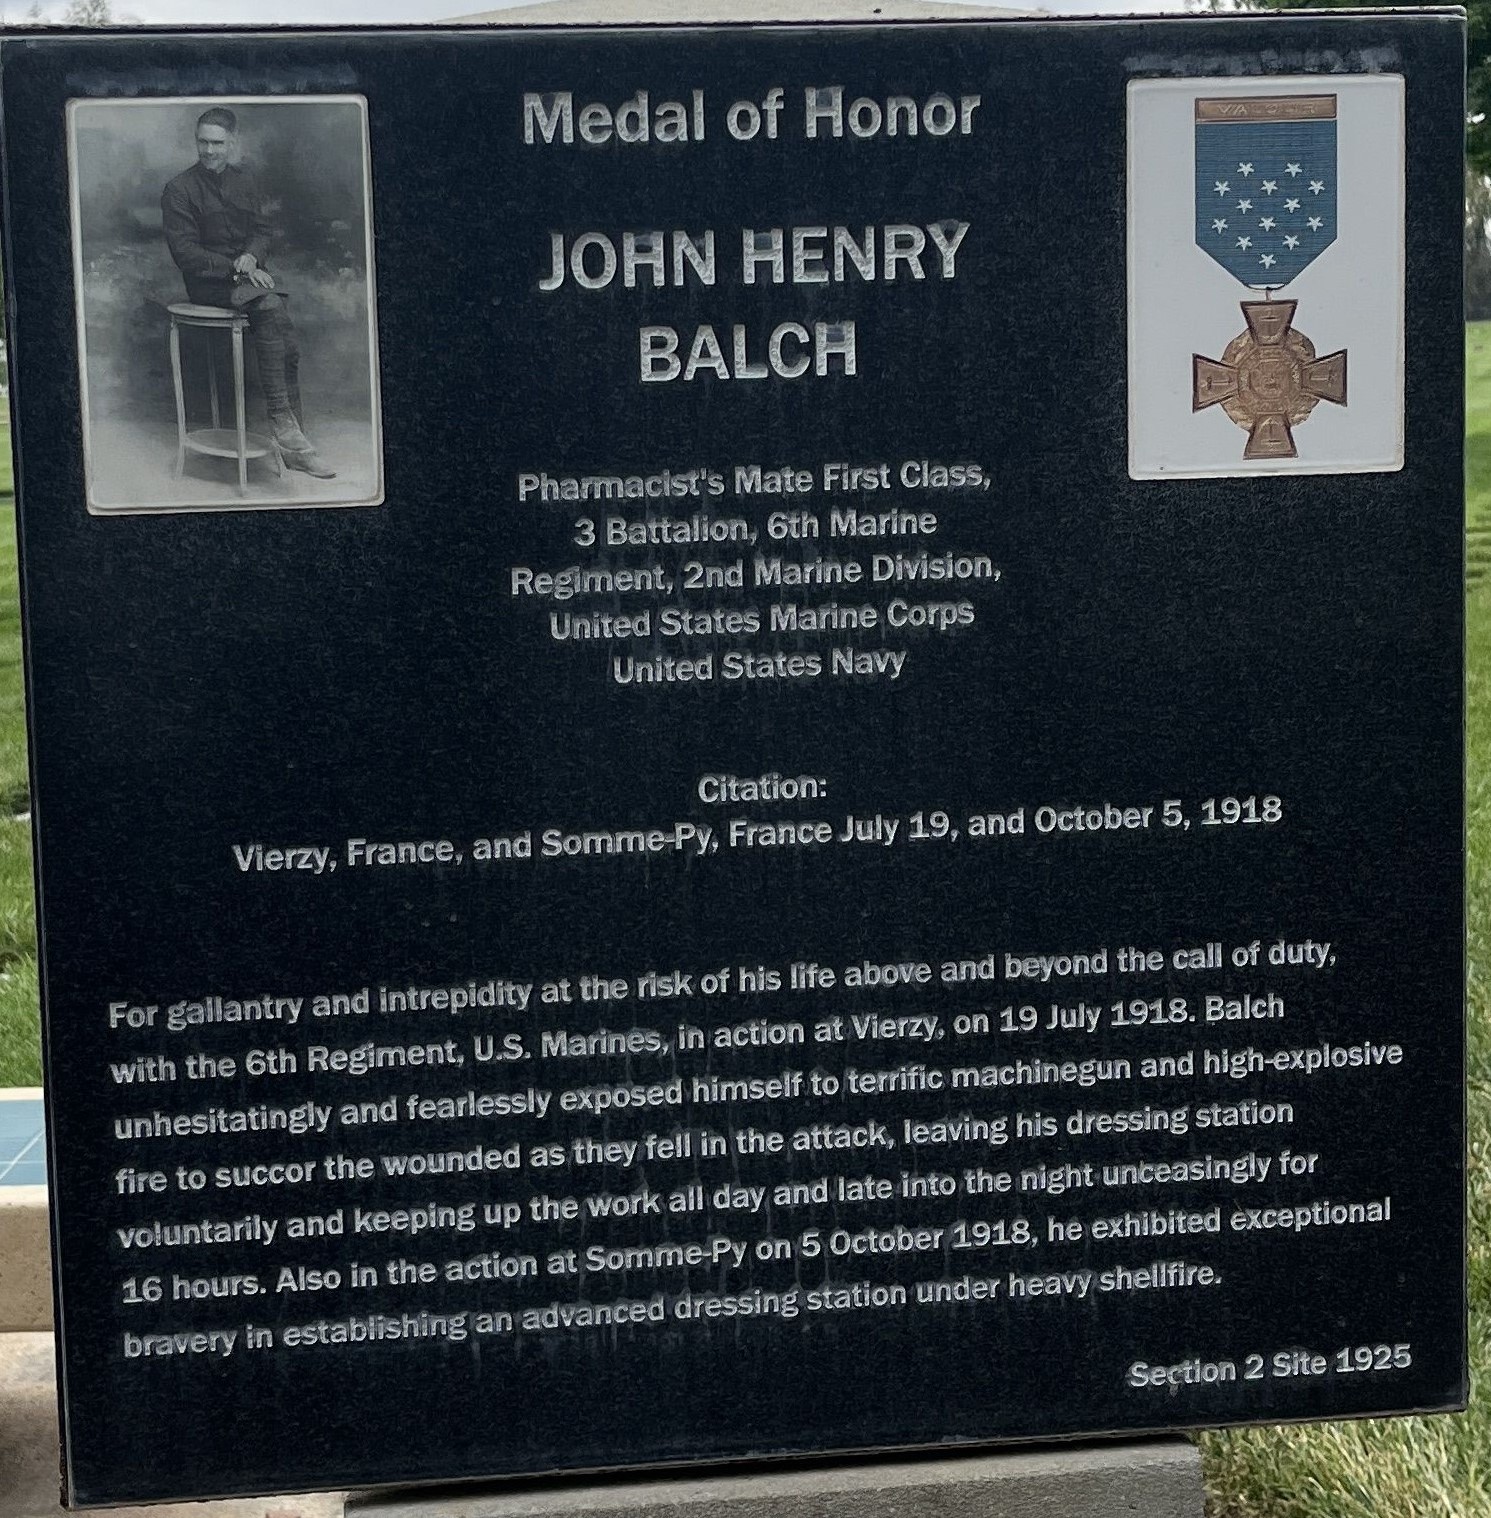 Medal of Honor
VALOUR
JOHN HENRY
BALCH
Pharmacist's Mate First Class,
3 Battalion, 6th Marine
Regiment, 2nd Marine Division,
United States Marine Corps
United States Navy
Citation:
Vierzy, France, and Somme-Py, France July 19, and October 5, 1918
For gallantry and intrepidity at the risk of his life above and beyond the call of duty,
with the 6th Regiment, U.S. Marines, in action at Vierzy, on 19 July 1918. Balch
unhesitatingly and fearlessly exposed himself to terrific machinegun and high-explosive
fire to succor the wounded as they fell in the attack, leaving his dressing station
voluntarily and keeping up the work all day and late into the night unceasingly for
16 hours. Also in the action at Somme-Py on 5 October 1918, he exhibited exceptional
bravery in establishing an advanced dressing station under heavy shellfire.
Section 2 Site 1925